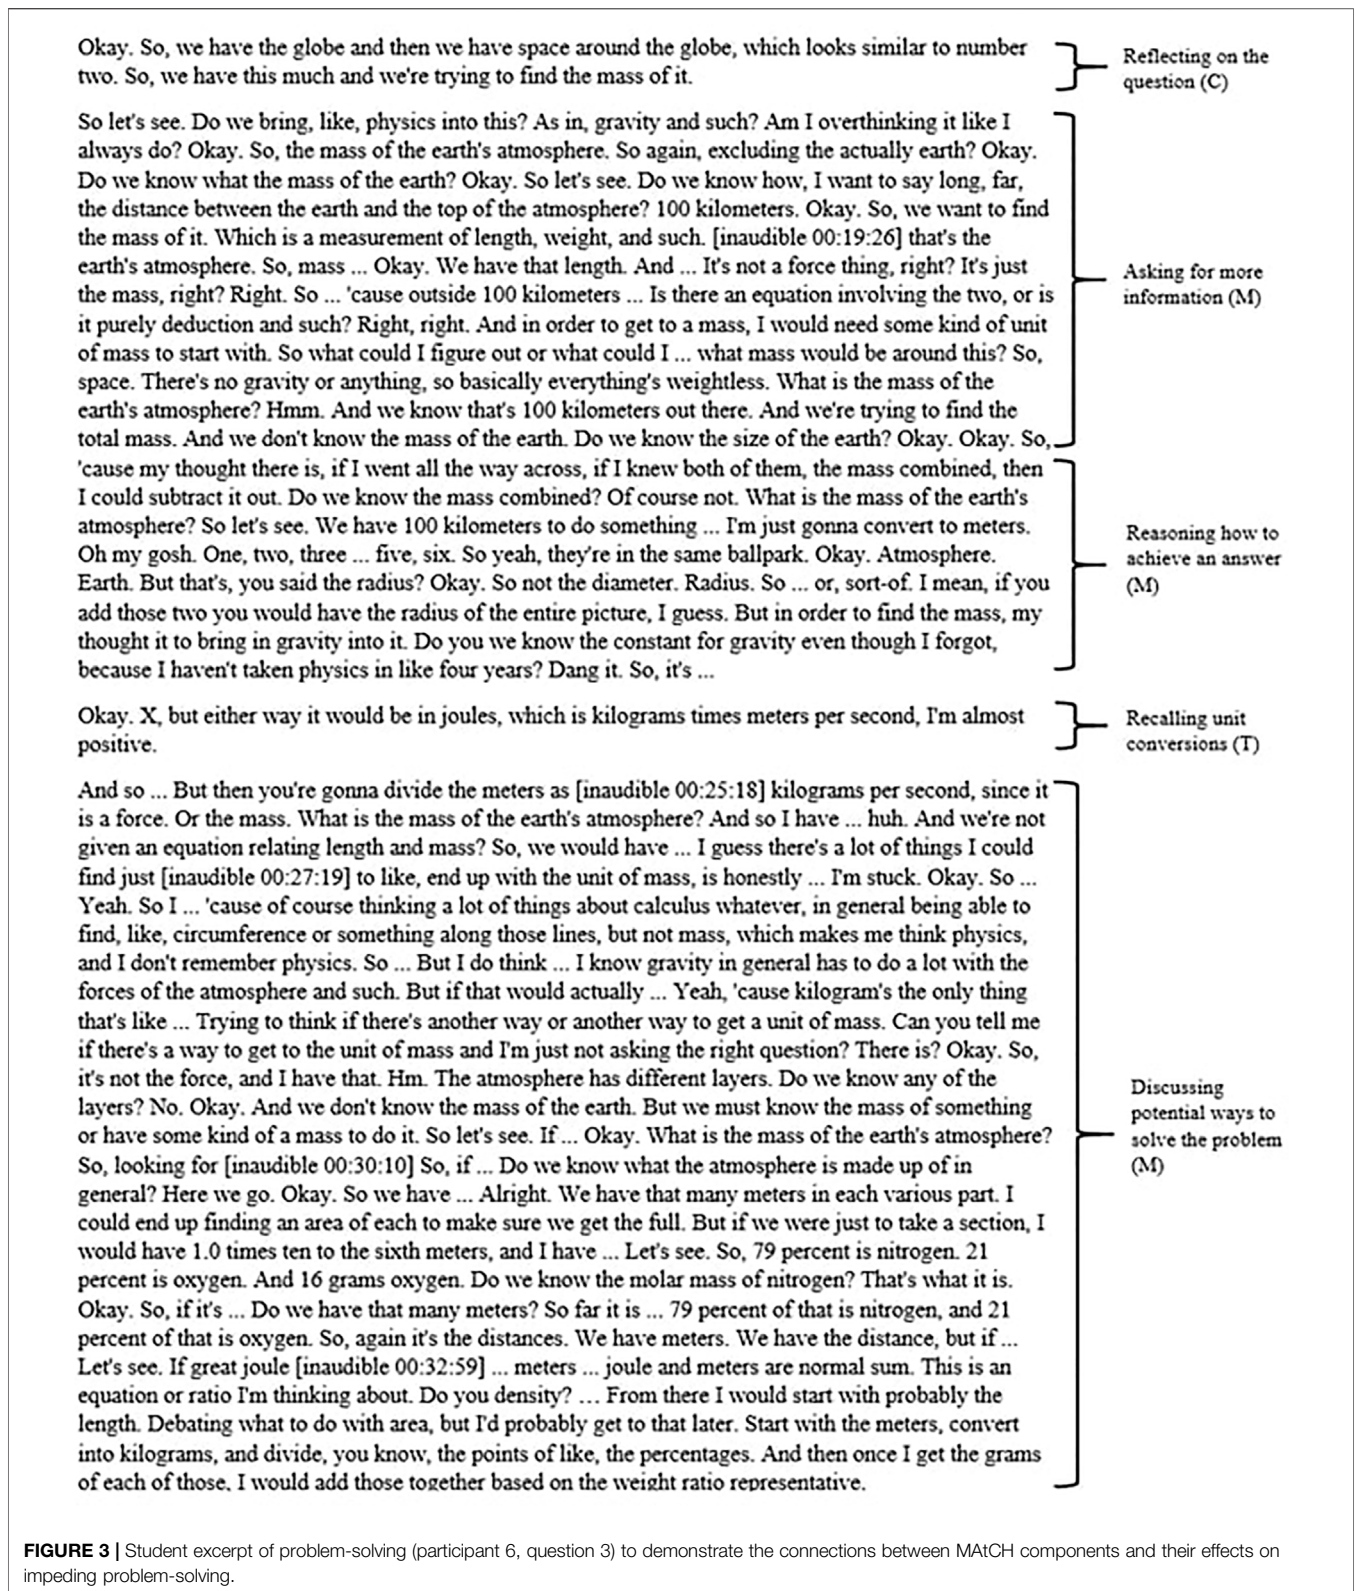 Okay. So, we have the globe and then we have space around the globe, which looks similar to number
two. So, we have this much and we're trying to find the mass of it.
Reflecting on the
question (C)
So let's see. Do we bring, like, physics into this? As in, gravity and such? Am I overthinking it like I
always do? Okay. So, the mass of the earth's atmosphere. So again, excluding the actually earth? Okay.
Do we know what the mass of the earth? Okay. So let's see. Do we know how, I want to say long, far,
the distance between the earth and the top of the atmosphere? 100 kilometers. Okay. So, we want to find
the mass of it. Which is a measurement of length, weight, and such. [inaudible 00:19:26] that's the
earth's atmosphere. So, mass ... Okay. We have that length. And ... It's not a force thing, right? It's just
the mass, right? Right. So ... 'cause outside 100 kilometers ... Is there an equation involving the two, or is
it purely deduction and such? Right, right. And in order to get to a mass, I would need some kind of unit
of mass to start with. So what could I figure out or what could I ... what mass would be around this? So,
space. There's no gravity or anything, so basically everything's weightless. What is the mass of the
earth's atmosphere? Hmm. And we know that's 100 kilometers out there. And we're trying to find the
total mass. And we don't know the mass of the earth. Do we know the size of the earth? Okay. Okay. So,
Asking for more
information (M)
'cause my thought there is, if I went all the way across, if I knew both of them, the mass combined, then
I could subtract it out. Do we know the mass combined? Of course not. What is the mass of the earth's
atmosphere? So let's see. We have 100 kilometers to do something ... I'm just gonna convert to meters.
Oh my gosh. One, two, three ... five, six. So yeah, they're in the same ballpark. Okay. Atmosphere.
Earth. But that's, you said the radius? Okay. So not the diameter. Radius. So ... or, sort-of. I mean, if you
add those two you would have the radius of the entire picture, I guess. But in order to find the mass, my
thought it to bring in gravity into it. Do you we know the constant for gravity even though I forgot,
because I haven't taken physics in like four years? Dang it. So, it's ...
Reasoning how to
achieve an answer
(M)
Okay. X, but either way it would be in joules, which is kilograms times meters per second, I'm almost
positive.
Recalling unit
conversions (T)
And so ... But then you're gonna divide the meters as [inaudible 00:25:18] kilograms per second, since it
is a force. Or the mass. What is the mass of the earth's atmosphere? And so I have ... huh. And we're not
given an equation relating length and mass? So, we would have ... I guess there's a lot of things I could
find just [inaudible 00:27:19] to like, end up with the unit of mass, is honestly ... I'm stuck. Okay. So ...
Yeah. So I ... 'cause of course thinking a lot of things about calculus whatever, in general being able to
find, like, circumference or something along those lines, but not mass, which makes me think physics,
and I don't remember physics. So ... But I do think ... I know gravity in general has to do a lot with the
forces of the atmosphere and such. But if that would actually ... Yeah, 'cause kilogram's the only thing
that's like ... Trying to think if there's another way or another way to get a unit of mass. Can you tell me
if there's a way to get to the unit of mass and I'm just not asking the right question? There is? Okay. So,
it's not the force, and I have that. Hm. The atmosphere has different layers. Do we know any of the
layers? No. Okay. And we don't know the mass of the earth. But we must know the mass of something
or have some kind of a mass to do it. So let's see. If ... Okay. What is the mass of the earth's atmosphere?
So, looking for [inaudible 00:30:10] So, if ... Do we know what the atmosphere is made up of in
general? Here we go. Okay. So we have ... Alright. We have that many meters in each various part. I
could end up finding an area of each to make sure we get the full. But if we were just to take a section, I
would have 1.0 times ten to the sixth meters, and I have ... Let's see. So, 79 percent is nitrogen. 21
percent is oxygen. And 16 grams oxygen. Do we know the molar mass of nitrogen? That's what it is.
Okay. So, if it's ... Do we have that many meters? So far it is ... 79 percent of that is nitrogen, and 21
percent of that is oxygen. So, again it's the distances. We have meters. We have the distance, but if ...
Let's see. If great joule [inaudible 00:32:59] ... meters ... joule and meters are normal sum. This is an
equation or ratio I'm thinking about. Do you density? ... From there I would start with probably the
length. Debating what to do with area, but I'd probably get to that later. Start with the meters, convert
into kilograms, and divide, you know, the points of like, the percentages. And then once I get the grams
of each of those, I would add those together based on the weight ratio representative.
Discussing
potential ways to
solve the problem
(M)
FIGURE 3 | Student excerpt of problem-solving (participant 6, question 3) to demonstrate the connections between MAtCH components and their effects on
impeding problem-solving.